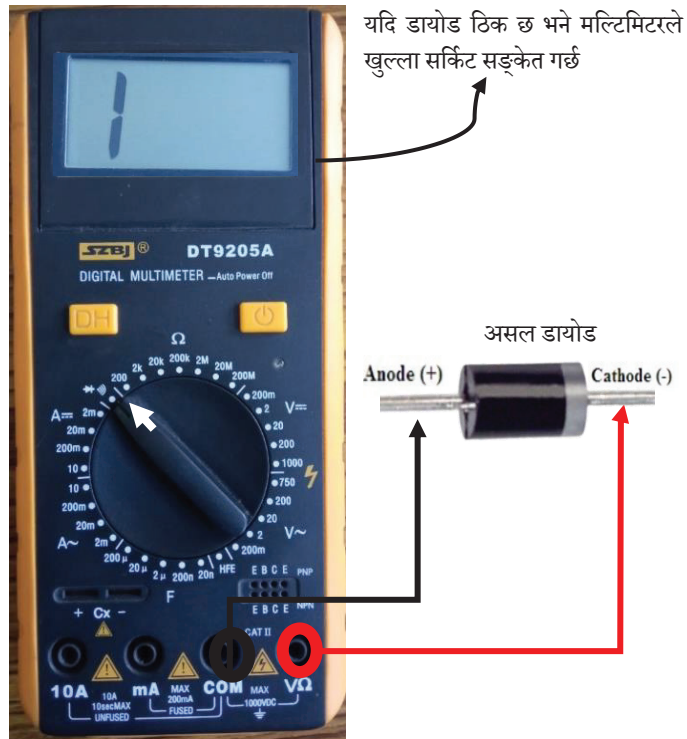 यदि डायोड ठिक छ भने मल्टिमिटरले
खुल्ला सर्किट सङ्केत गर्छ
1
SZBJ ®
DT9205A
DIGITAL MULTIMETER – Auto Power Off
DH
Ω
2k 20k 200k 2M 20M
200 200M
A⎓ 2m 200m V⎓
20m 2
200m 20
10 200
10 1000
200m 750
20m 200
A~ 2m 20
200μ 2 V~
20μ 2μ 200n 20n HFE 200m
F
E B C E PNP
E B C E NPN
+ Cx -
CAT II
10A mA COM VΩ
10A
10secMAX
UNFUSED
MAX
200mA
FUSED
MAX
1000VDC
असल डायोड
Anode (+)
Cathode (-)